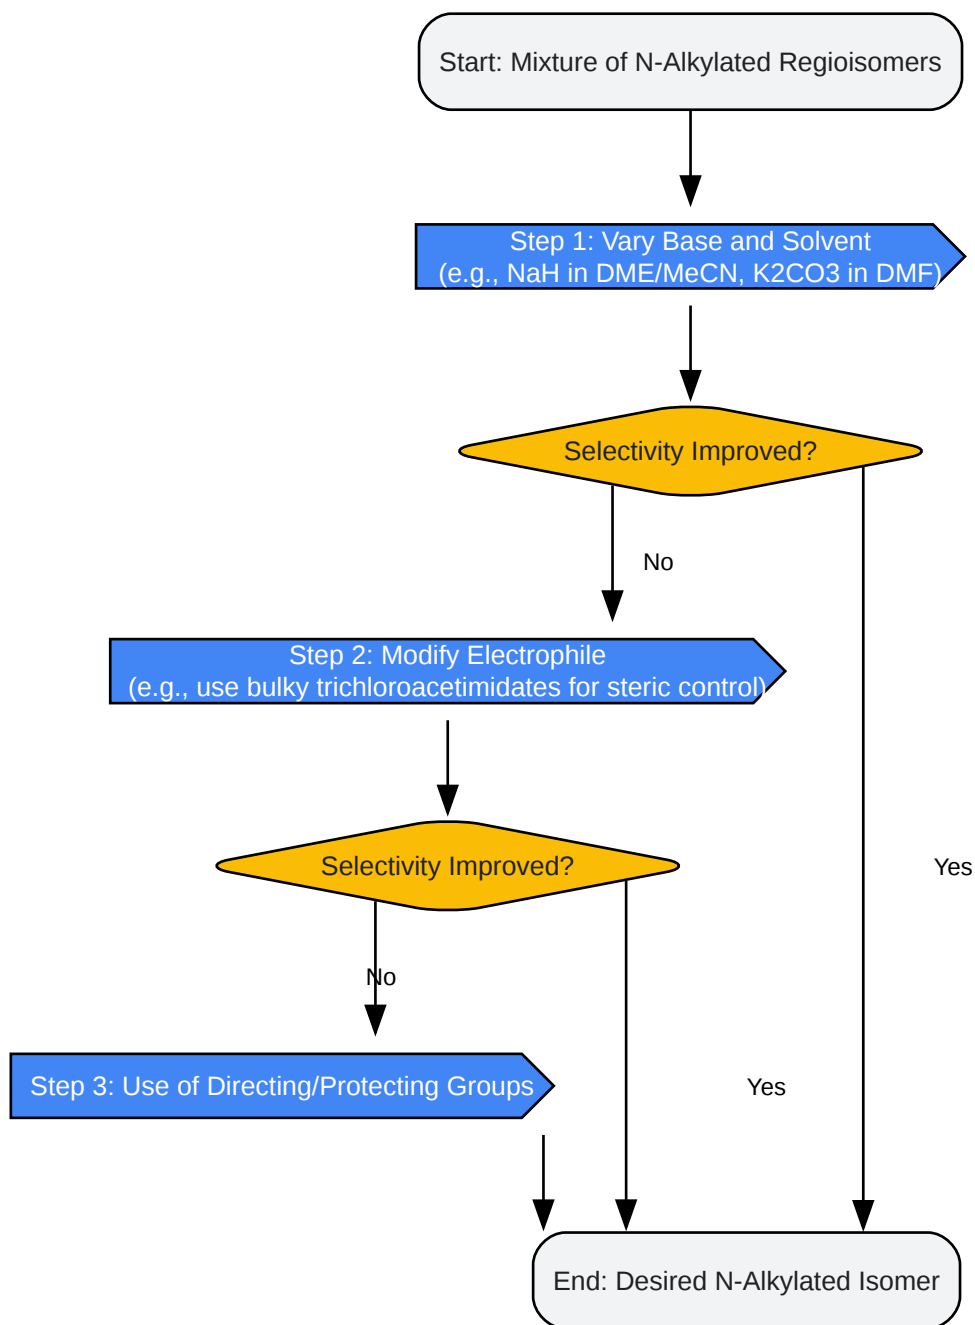 Start: Mixture of N-Alkylated Regioisomers
Step 1: Vary Base and Solvent
(e.g., NaH in DME/MeCN, K2CO3 in DMF)
Selectivity Improved?
No
Step 2: Modify Electrophile
(e.g., use bulky trichloroacetimidates for steric control)
Selectivity Improved?
Yes
No
Step 3: Use of Directing/Protecting Groups
Yes
End: Desired N-Alkylated Isomer